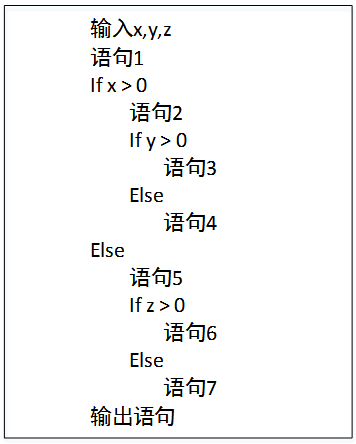 输入x,y,z
语句1
If x > 0
语句2
If y > 0
语句3
Else
语句4
Else
语句5
If z > 0
语句6
Else
语句7
输出语句